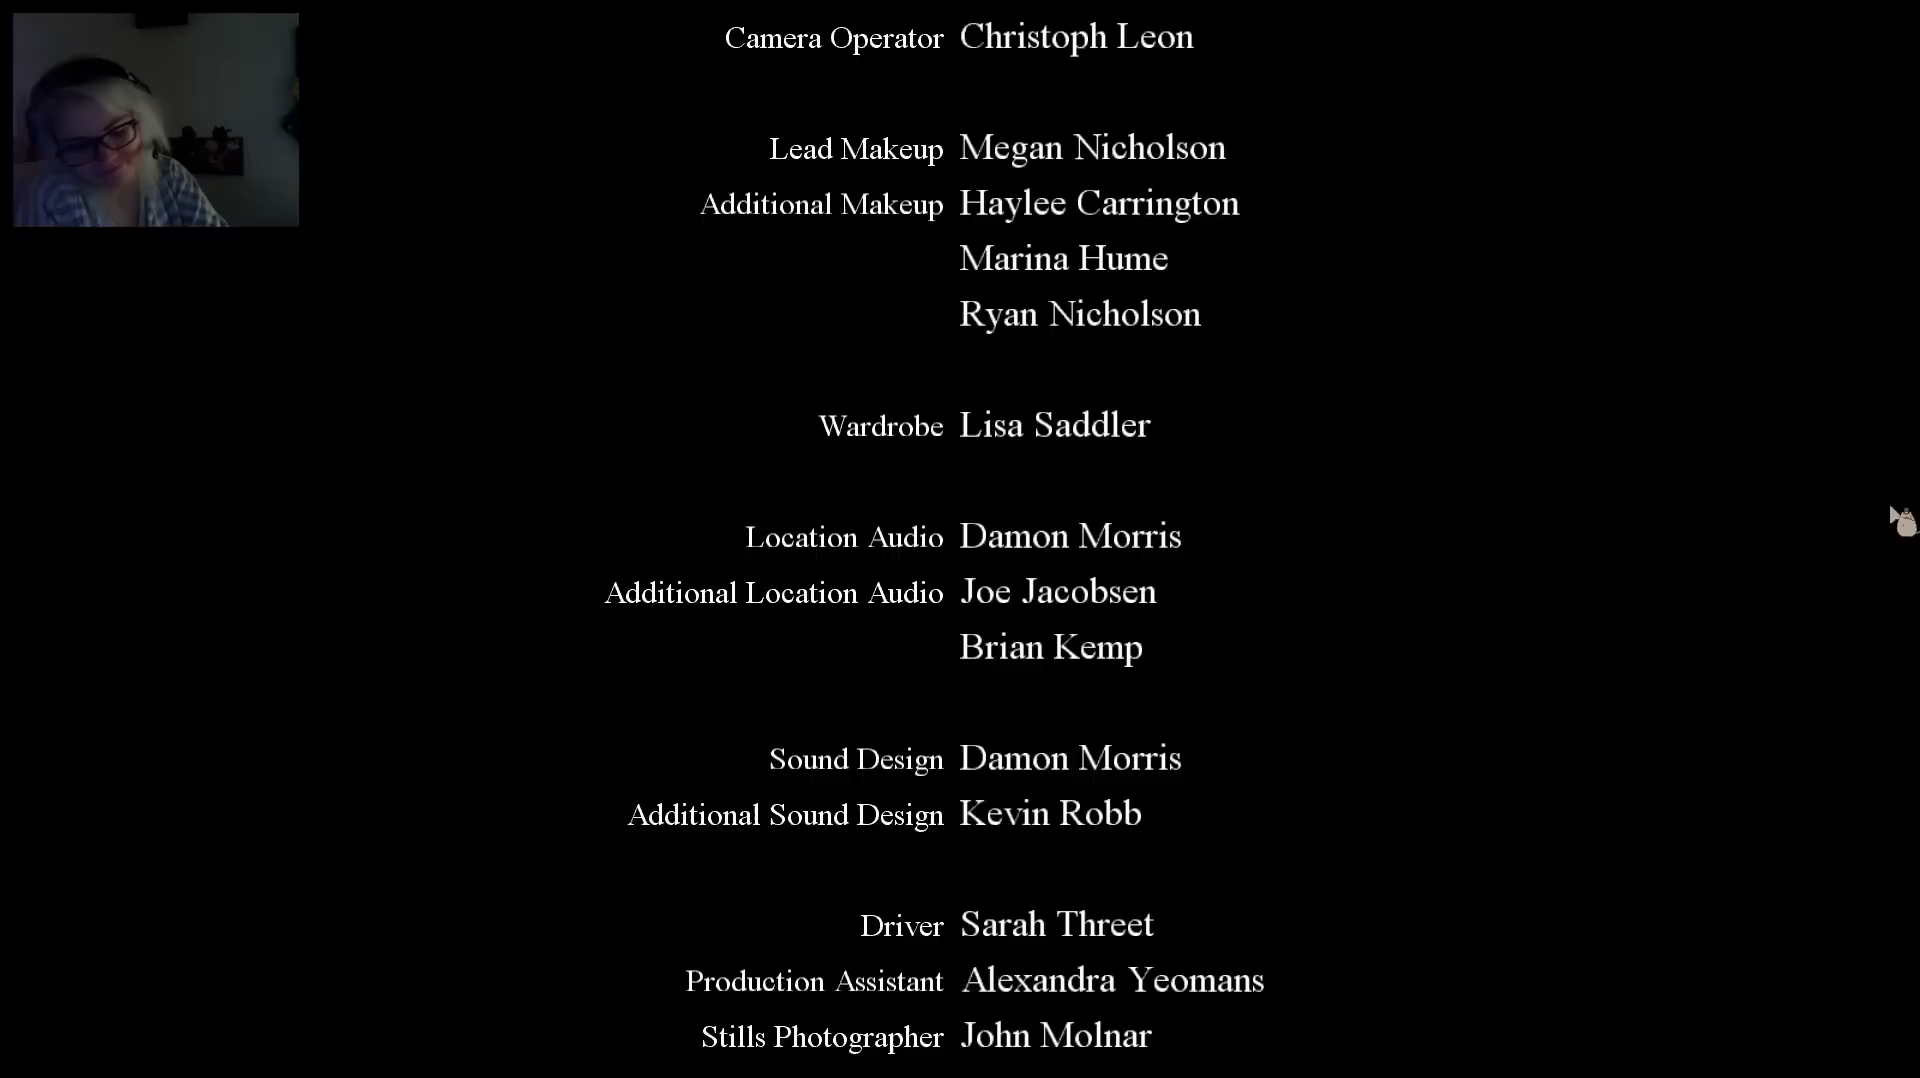 Camera Operator Christoph Leon
Lead Makeup Megan Nicholson
Additional Makeup Haylee Carrington
Marina Hume
Ryan Nicholson
Wardrobe Lisa Saddler
Location Audio Damon Morris
Additional Location Audio Joe Jacobsen
Brian Kemp
Sound Design Damon Morris
Additional Sound Design Kevin Robb
Driver Sarah Threet
Production Assistant Alexandra Yeomans
Stills Photographer John Molnar